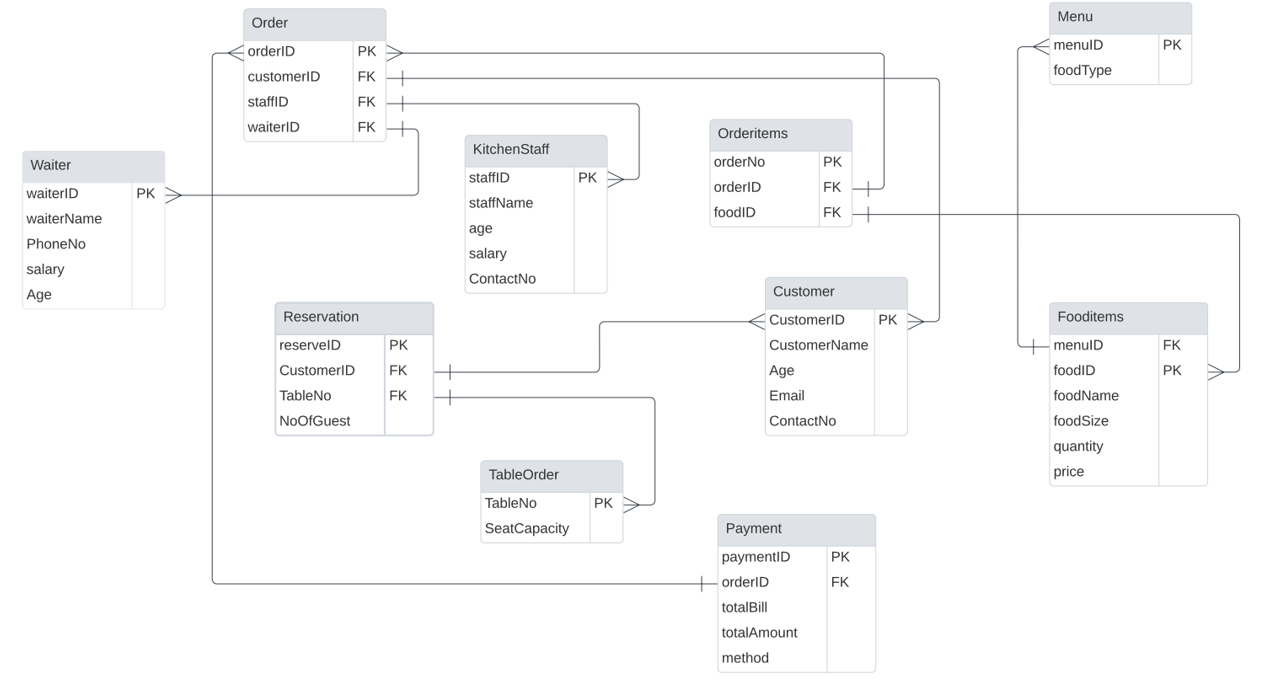 Order
orderID PK
customerID FK
staffID FK
waiterID FK
Menu
menuID PK
foodType
Waiter
waiterID PK
waiterName
PhoneNo
salary
Age
KitchenStaff
staffID PK
staffName
age
salary
ContactNo
Orderitems
orderNo PK
orderID FK
foodID FK
Reservation
reserveID PK
CustomerID FK
TableNo FK
NoOfGuest
Customer
CustomerID PK
CustomerName
Age
Email
ContactNo
Fooditems
menuID FK
foodID PK
foodName
foodSize
quantity
price
TableOrder
TableNo PK
SeatCapacity
Payment
paymentID PK
orderID FK
totalBill
totalAmount
method